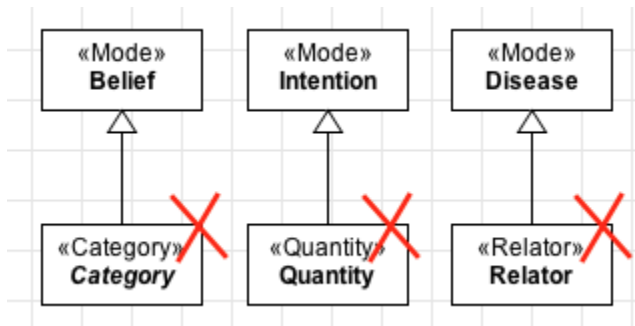 «Mode»
Belief
«Mode»
Intention
«Mode»
Disease
«Category»
Category
«Quantity»
Quantity
«Relator»
Relator